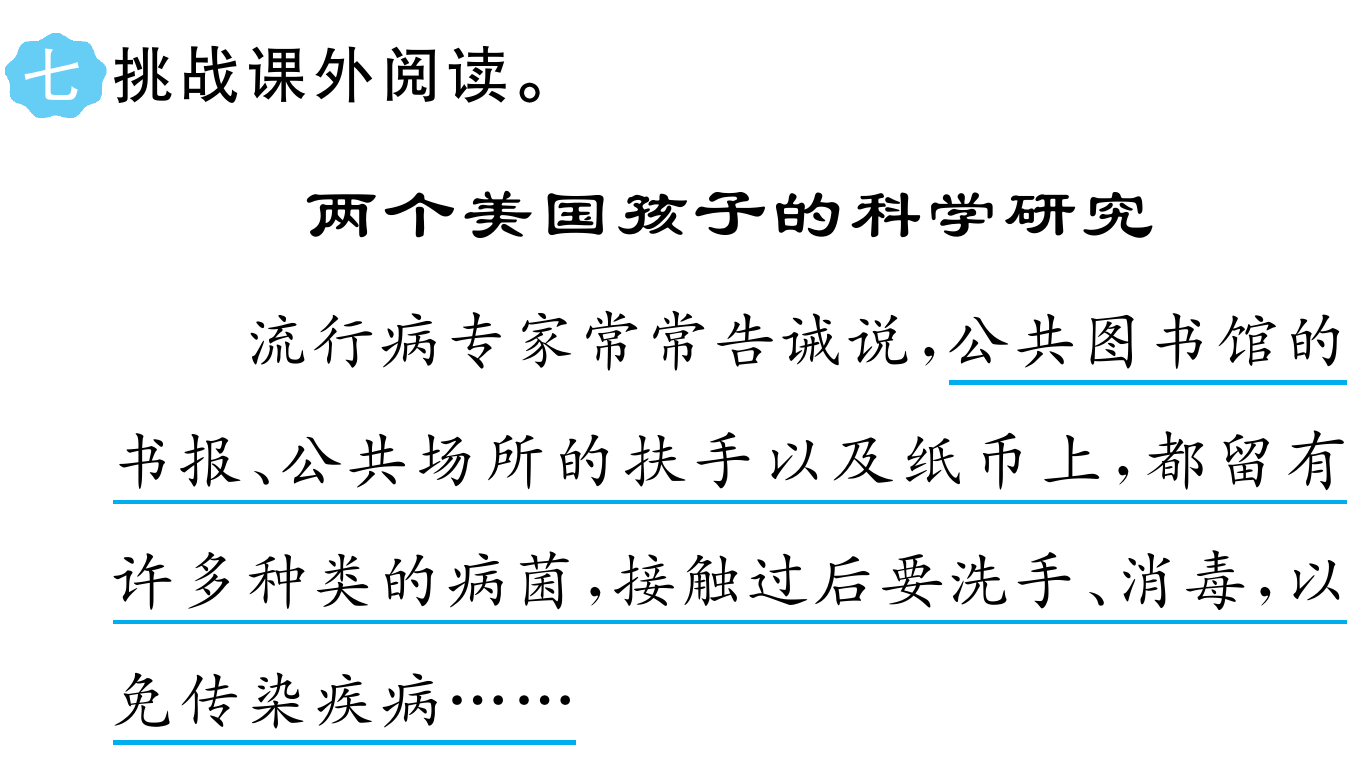 七 挑战课外阅读。
两个美国孩子的科学研究
流行病专家常常告诫说,公共图书馆的
书报、公共场所的扶手以及纸币上,都留有
许多种类的病菌,接触过后要洗手、消毒,以
免传染疾病……